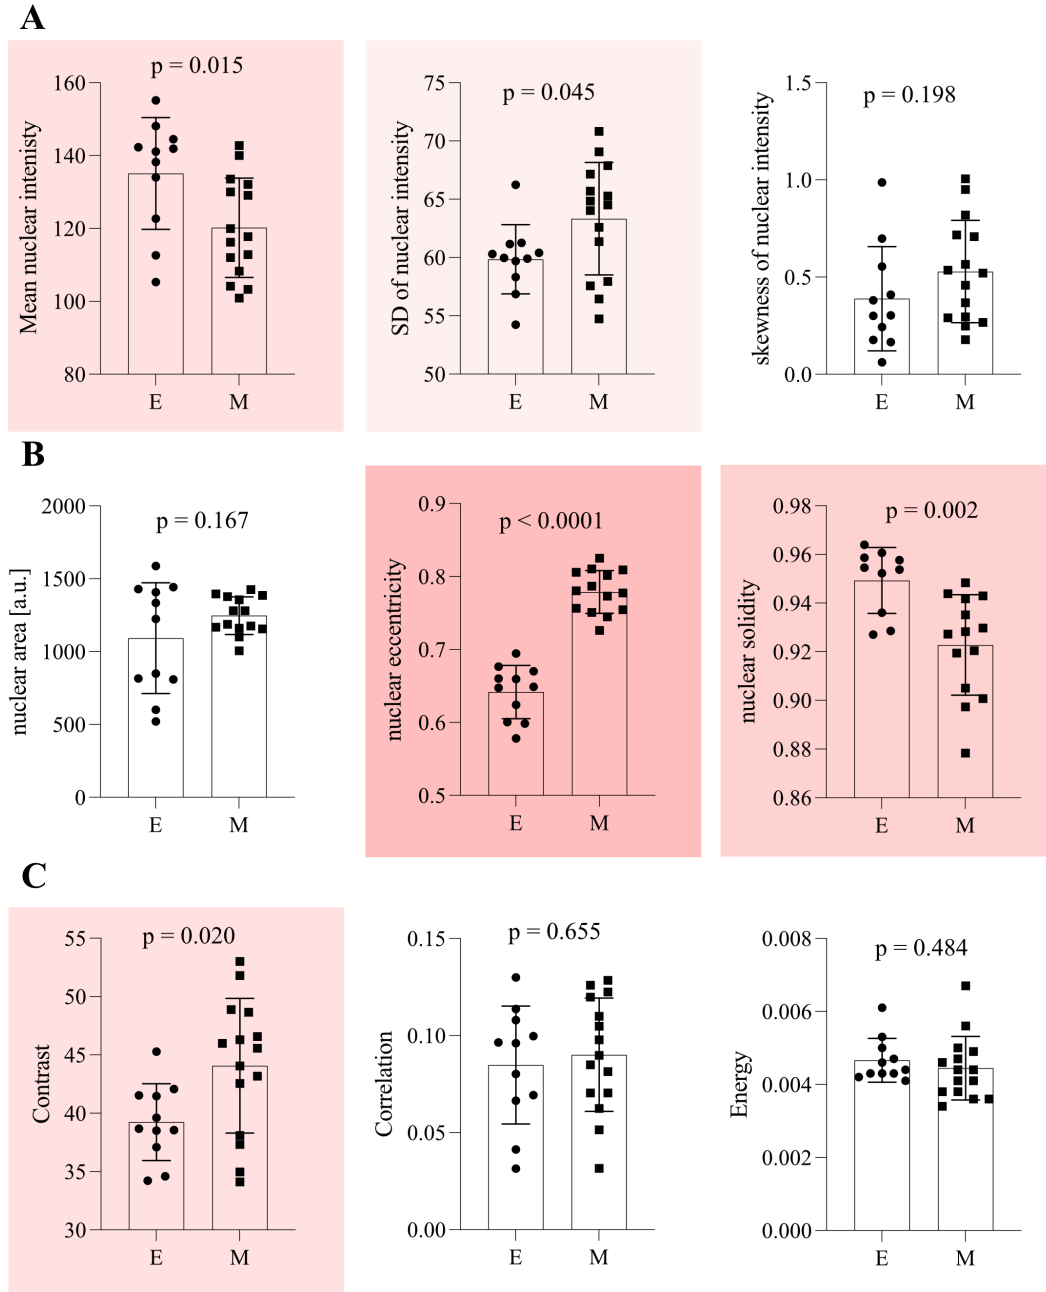 A
p = 0.015
Mean nuclear intenisty
160
140
120
100
80
E
M
p = 0.045
SD of nuclear intensity
75
70
65
60
55
50
E
M
p = 0.198
skewness of nuclear intensity
1.5
1.0
0.5
0.0
E
M
B
p = 0.167
nuclear area [a.u.]
2000
1500
1000
500
0
E
M
p < 0.0001
nuclear eccentricity
0.9
0.8
0.7
0.6
0.5
E
M
p = 0.002
nuclear solidity
0.98
0.96
0.94
0.92
0.90
0.88
0.86
E
M
C
p = 0.020
Contrast
55
50
45
40
35
30
E
M
p = 0.655
Correlation
0.15
0.10
0.05
0.00
E
M
p = 0.484
Energy
0.008
0.006
0.004
0.002
0.000
E
M